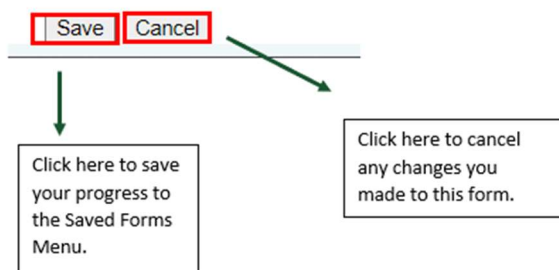 Save Cancel
Click here to save
your progress to
the Saved Forms
Menu.
Click here to cancel
any changes you
made to this form.